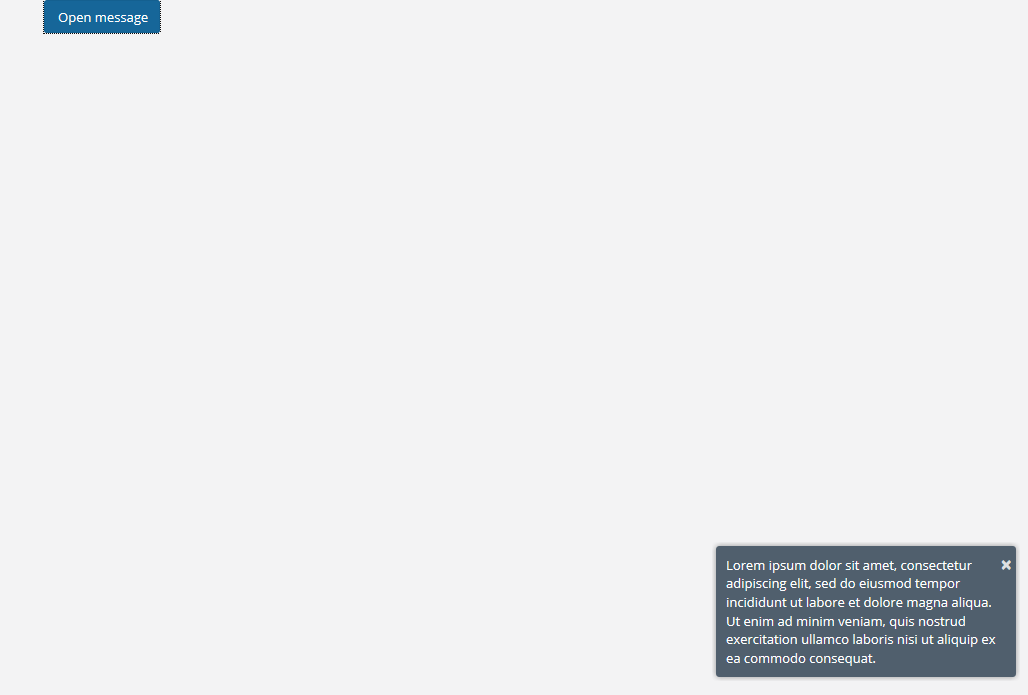 Open message
Lorem ipsum dolor sit amet, consectetur
adipiscing elit, sed do eiusmod tempor
incididunt ut labore et dolore magna aliqua.
Ut enim ad minim veniam, quis nostrud
exercitation ullamco laboris nisi ut aliquip ex
ea commodo consequat.